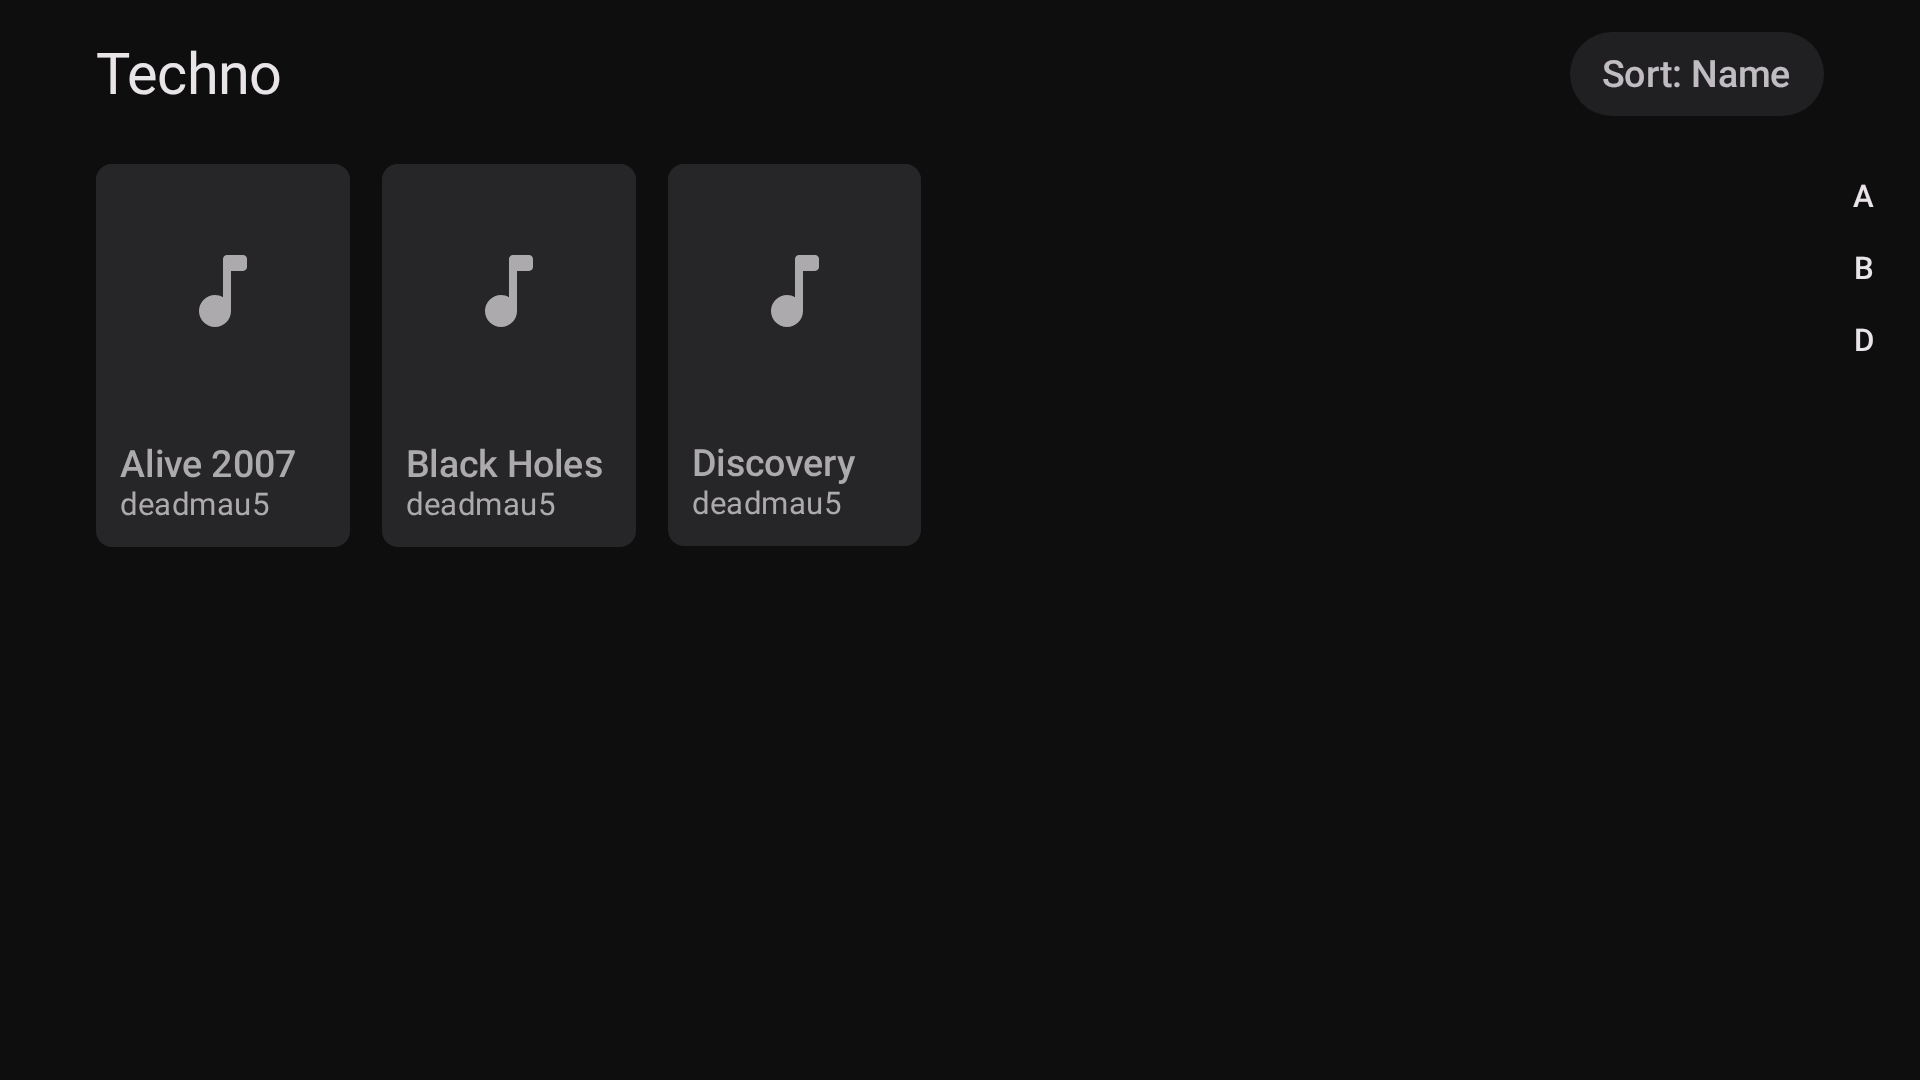 Techno
Sort: Name
Alive 2007
deadmau5
Black Holes
deadmau5
Discovery
deadmau5
A
B
D